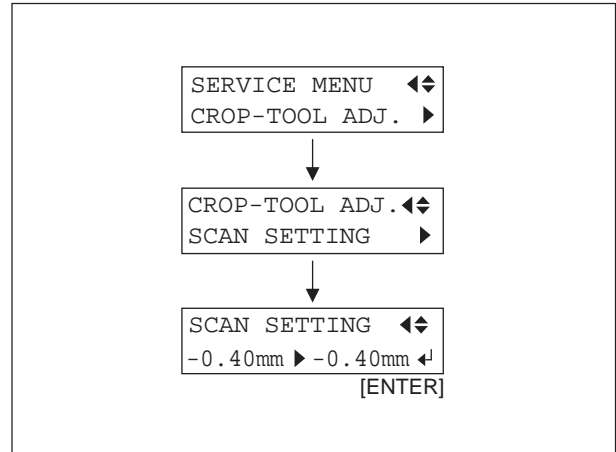 SERVICE MENU ◀◆
CROP-TOOL ADJ. ▶
CROP-TOOL ADJ.◀◆
SCAN SETTING ▶
SCAN SETTING ◀◆
-0.40mm ▶ -0.40mm ↵
[ENTER]